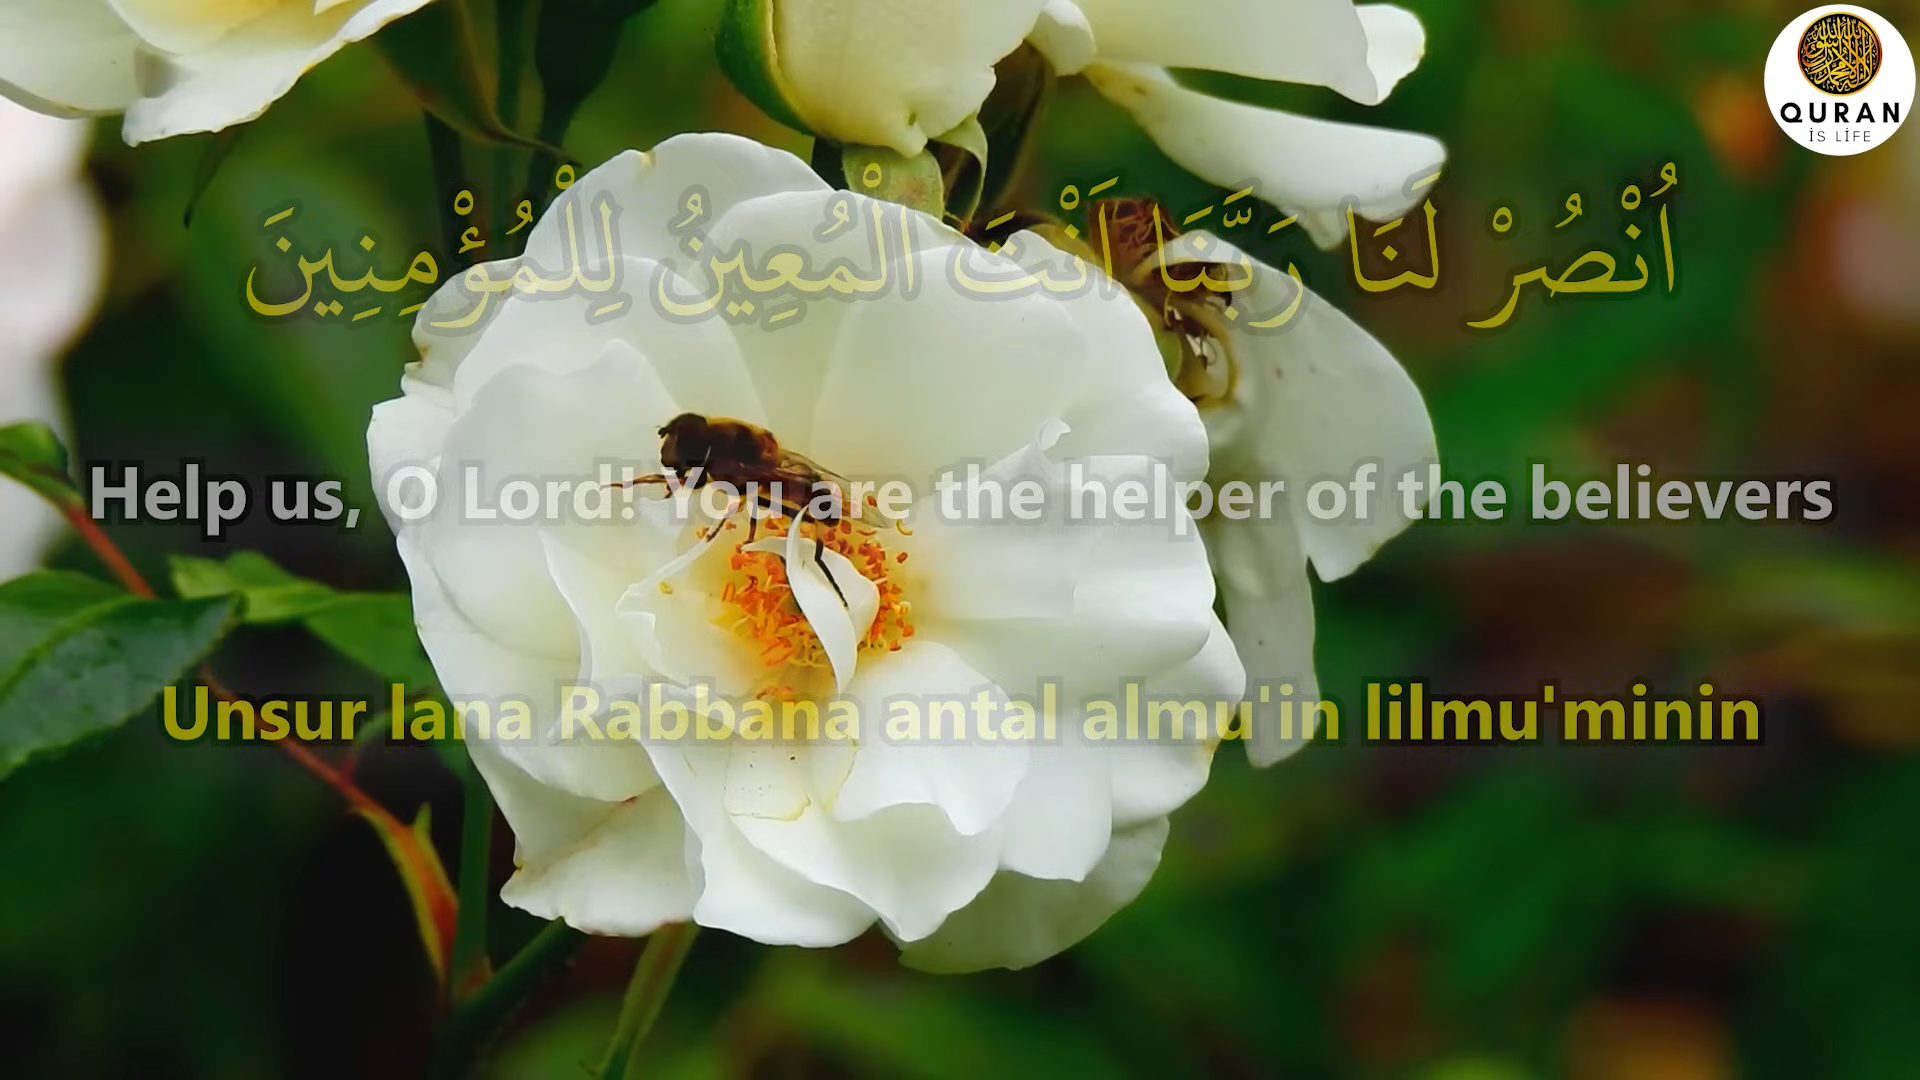 QURAN
İS LİFE
اُنْصُرْ لَنَا رَبَّنَا اَنْتَ الْمُعِينُ لِلْمُؤْمِنِينَ
Help us, O Lord! You are the helper of the believers
Unsur lana Rabbana antal almu'in lilmu'minin